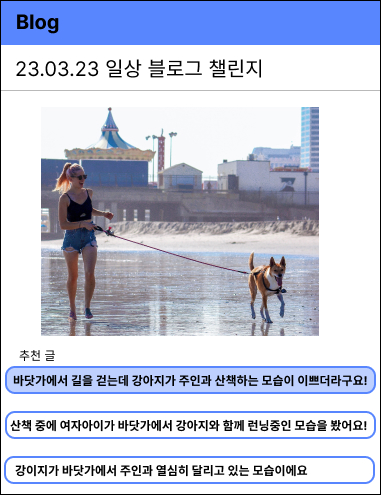 Blog
23.03.23 일상 블로그 챌린지
추천 글
바닷가에서 길을 걷는데 강아지가 주인과 산책하는 모습이 이쁘더라구요!
산책 중에 여자아이가 바닷가에서 강아지와 함께 런닝중인 모습을 봤어요!
강이지가 바닷가에서 주인과 열심히 달리고 있는 모습이에요